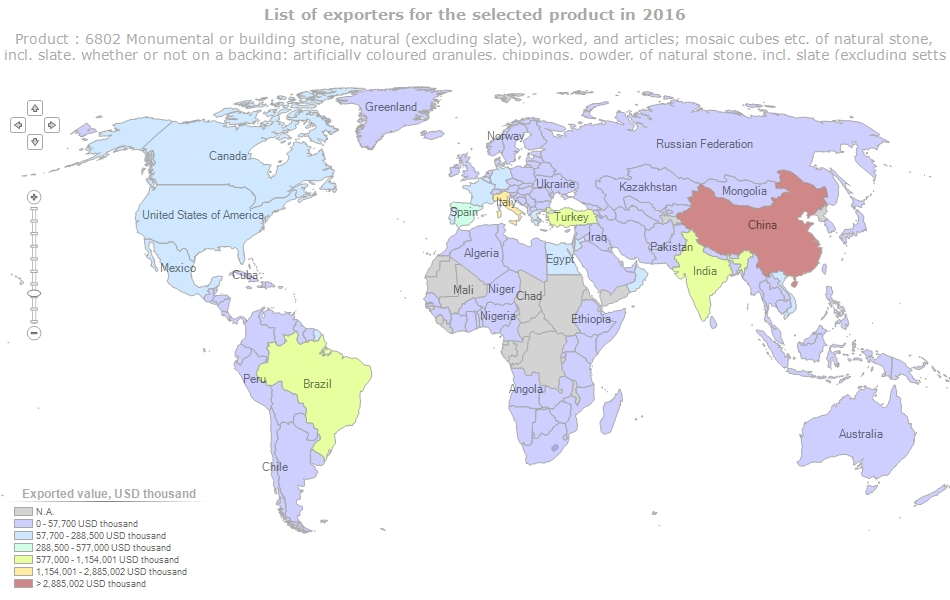 List of exporters for the selected product in 2016
Product : 6802 Monumental or building stone, natural (excluding slate), worked, and articles; mosaic cubes etc. of natural stone,
incl. slate, whether or not on a backing; artificially coloured granules, chippings, powder, of natural stone, incl. slate (excluding setts
Greenland
Norway
Russian Federation
Canada
Ukraine
Kazakhstan
Mongolia
United States of America
Spain
Italy
Turkey
China
Iraq
Pakistan
Algeria
Egypt
India
Mexico
Cuba
Mali
Niger
Chad
Nigeria
Ethiopia
Peru
Brazil
Angola
Australia
Chile
Exported value, USD thousand
N.A.
0 - 57,700 USD thousand
57,700 - 288,500 USD thousand
288,500 - 577,000 USD thousand
577,000 - 1,154,001 USD thousand
1,154,001 - 2,885,002 USD thousand
> 2,885,002 USD thousand